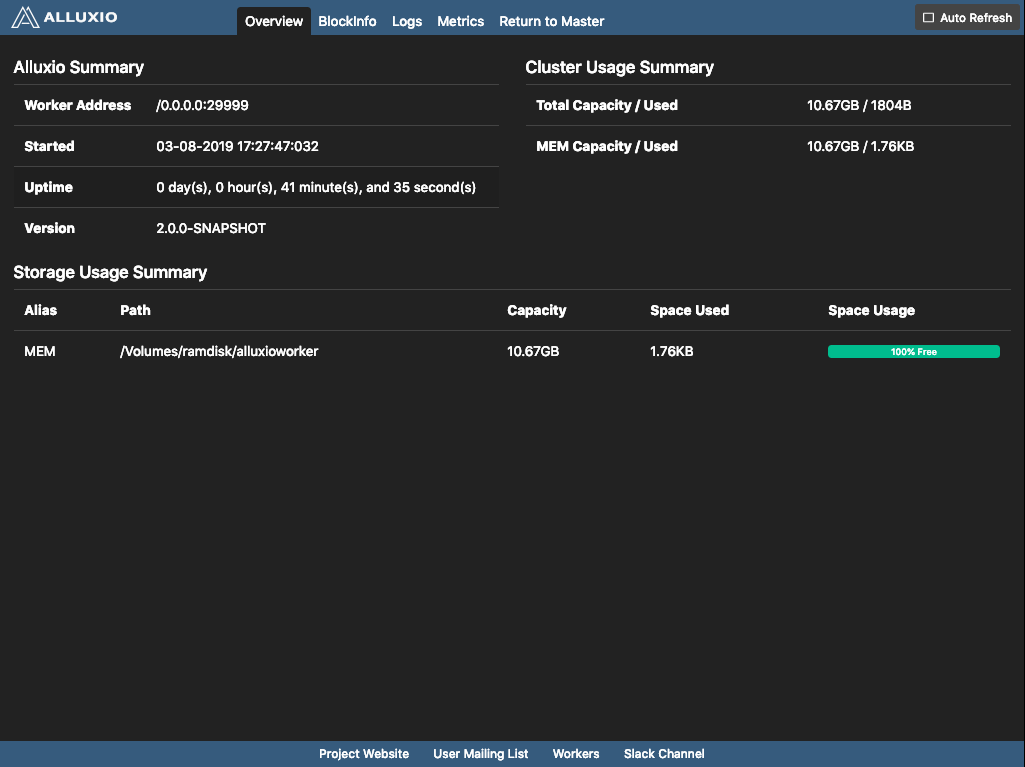 ALLUXIO Overview BlockInfo Logs Metrics Return to Master Auto Refresh
Alluxio Summary
Worker Address /0.0.0.0:29999
Started 03-08-2019 17:27:47:032
Uptime 0 day(s), 0 hour(s), 41 minute(s), and 35 second(s)
Version 2.0.0-SNAPSHOT
Cluster Usage Summary
Total Capacity / Used 10.67GB / 1804B
MEM Capacity / Used 10.67GB / 1.76KB
Storage Usage Summary
Alias Path Capacity Space Used Space Usage
MEM /Volumes/ramdisk/alluxioworker 10.67GB 1.76KB 100% Free
Project Website User Mailing List Workers Slack Channel